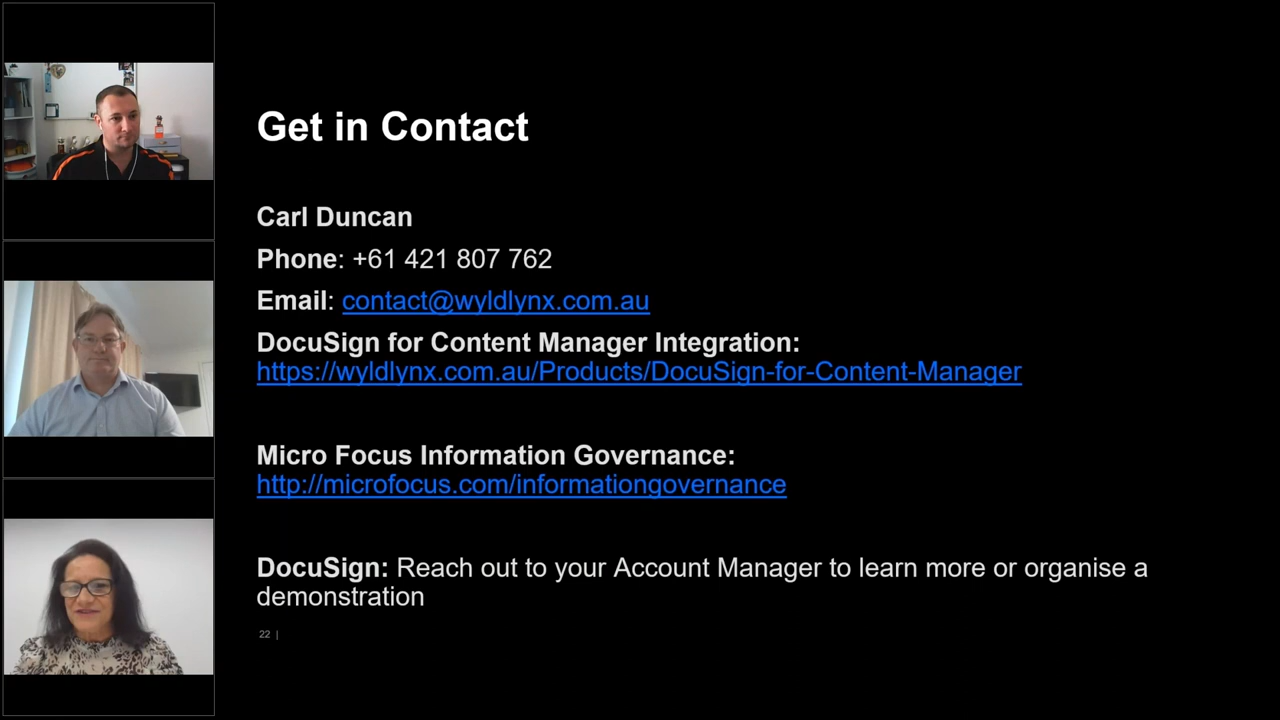 Get in Contact
Carl Duncan
Phone: +61 421 807 762
Email: contact@wyldlynx.com.au
DocuSign for Content Manager Integration:
https://wyldlynx.com.au/Products/DocuSign-for-Content-Manager
Micro Focus Information Governance:
http://microfocus.com/informationgovernance
DocuSign: Reach out to your Account Manager to learn more or organise a
demonstration
22 |